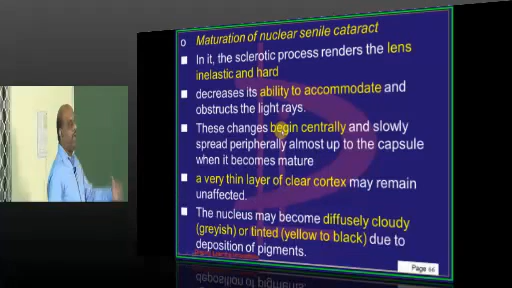 Maturation of nuclear senile cataract
In it, the sclerotic process renders the lens
inelastic and hard
decreases its ability to accommodate and
obstructs the light rays.
These changes begin centrally and slowly
spread peripherally almost up to the capsule
when it becomes mature
a very thin layer of clear cortex may remain
unaffected.
The nucleus may become diffusely cloudy
(greyish) or tinted (yellow to black) due to
deposition of pigments.
Page 66